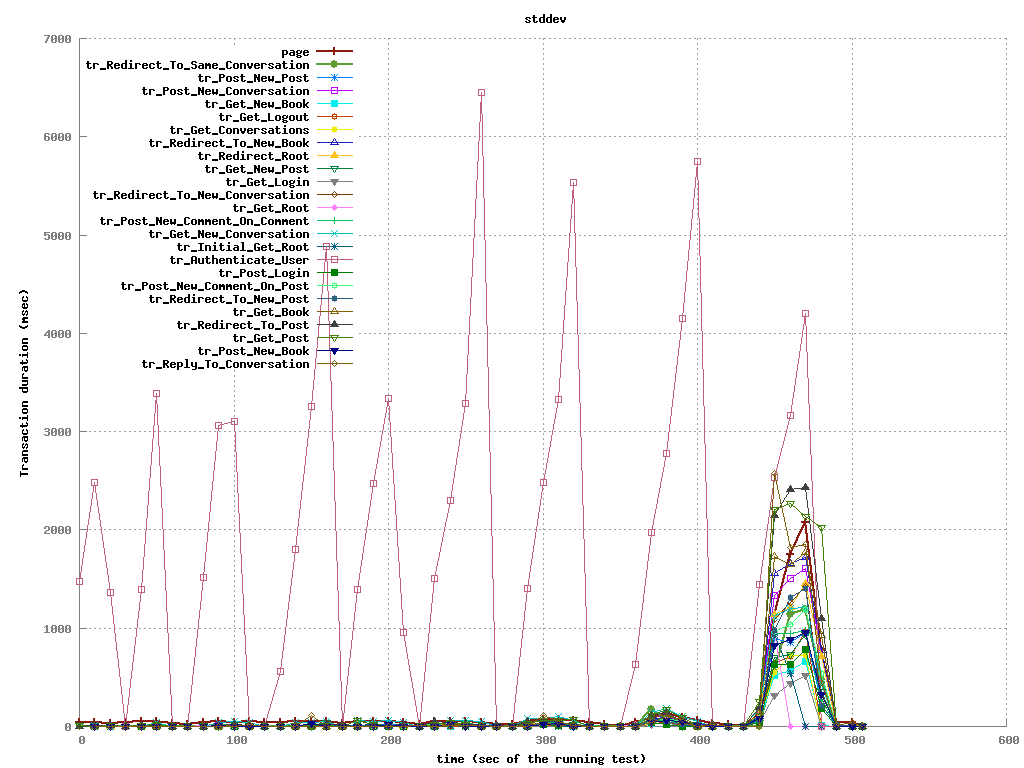 stddev
7000
6000
5000
4000
3000
2000
1000
0
Transaction duration (msec)
page
tr_Redirect_To_Same_Conversation
tr_Post_New_Post
tr_Post_New_Conversation
tr_Get_New_Book
tr_Get_Logout
tr_Get_Conversations
tr_Redirect_To_New_Book
tr_Redirect_Root
tr_Get_New_Post
tr_Get_Login
tr_Redirect_To_New_Conversation
tr_Get_Root
tr_Post_New_Comment_On_Comment
tr_Get_New_Conversation
tr_Initial_Get_Root
tr_Authenticate_User
tr_Post_Login
tr_Post_New_Comment_On_Post
tr_Redirect_To_New_Post
tr_Get_Book
tr_Redirect_To_Post
tr_Get_Post
tr_Post_New_Book
tr_Reply_To_Conversation
0 100 200 300 400 500 600
time (sec of the running test)